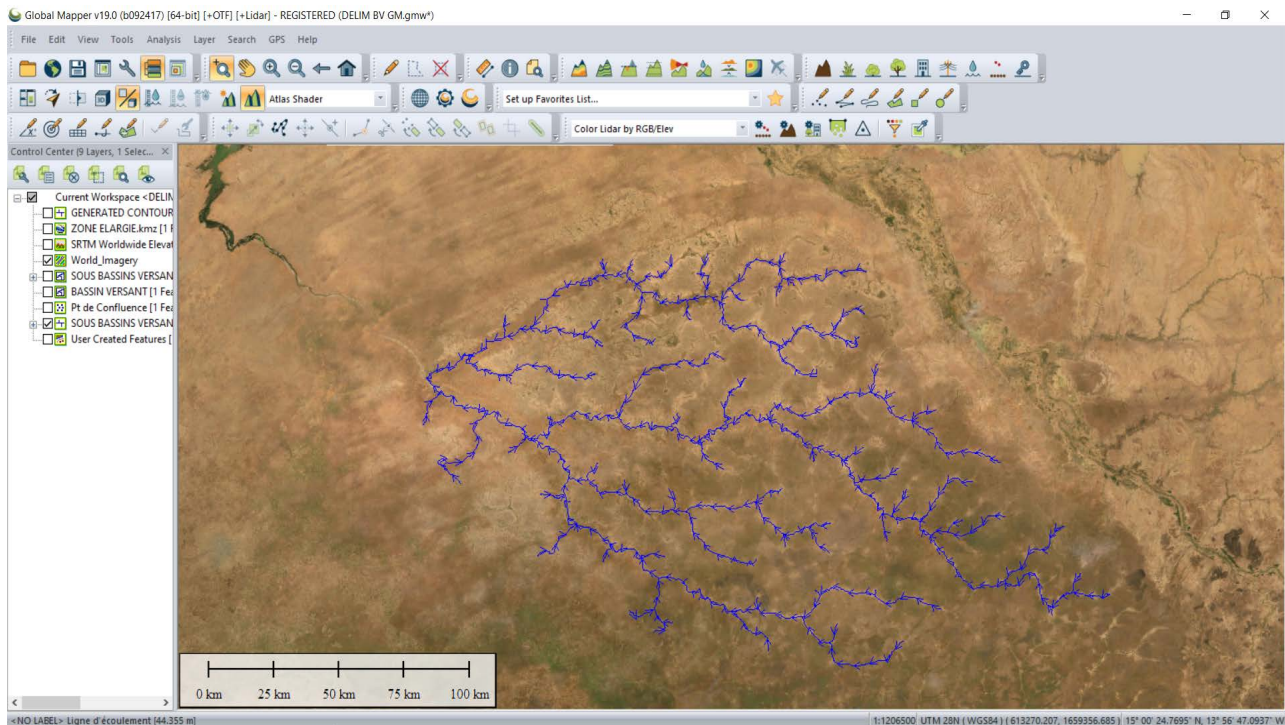 Global Mapper v19.0 (b092417) [64-bit] [+OTF] [+Lidar] - REGISTERED (DELIM BV GM.gmw*)
File Edit View Tools Analysis Layer Search GPS Help
Atlas Shader
Set up Favorites List...
Color Lidar by RGB/Elev
Control Center (9 Layers, 1 Selec...
Current Workspace <DELIM
GENERATED CONTOUR
ZONE ELARGIE.kmz [1 F
SRTM Worldwide Elevat
World_Imagery
SOUS BASSINS VERSAN
BASSIN VERSANT [1 Fea
Pt de Confluence [1 Fea
SOUS BASSINS VERSAN
User Created Features [
0 km 25 km 50 km 75 km 100 km
<NO LABEL> Ligne d'écoulement [44.355 m]
1:1206500 UTM 28N ( WGS84 ) ( 613270.207, 1659356.685 ) 15° 00' 24.7695" N, 13° 56' 47.0937" W